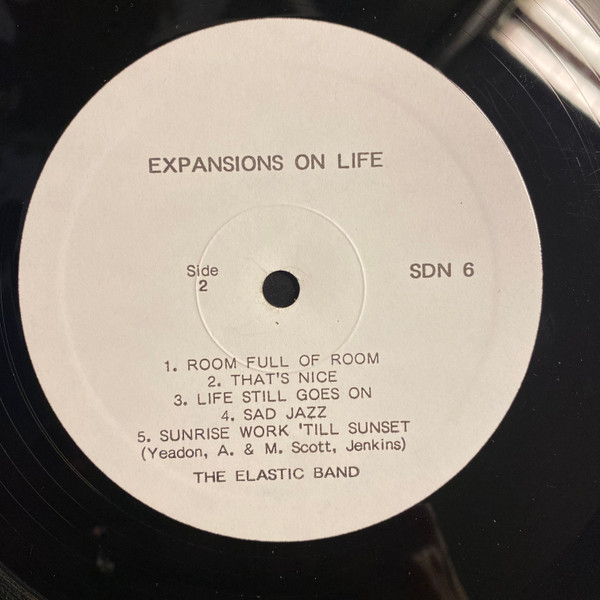 EXPANSIONS ON LIFE
Side
2
SDN 6
1. ROOM FULL OF ROOM
2. THAT'S NICE
3. LIFE STILL GOES ON
4. SAD JAZZ
5. SUNRISE WORK 'TILL SUNSET
(Yeadon, A. & M. Scott, Jenkins)
THE ELASTIC BAND